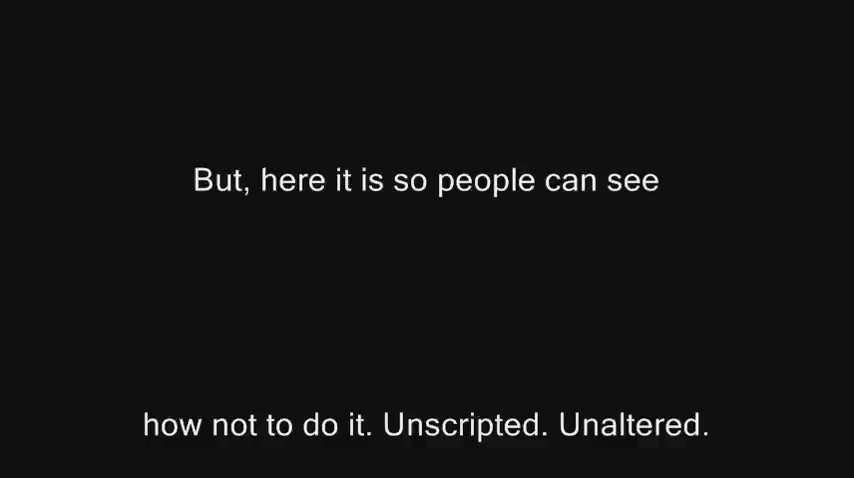 But, here it is so people can see
how not to do it. Unscripted. Unaltered.